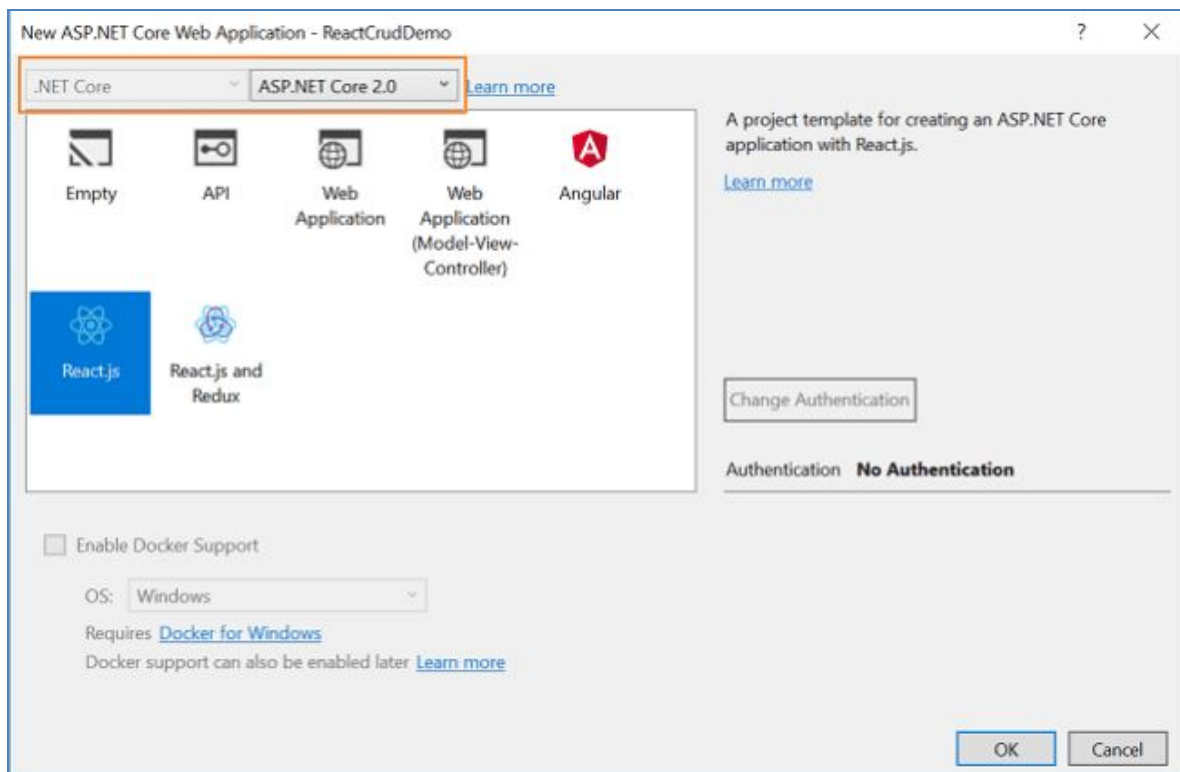 New ASP.NET Core Web Application - ReactCrudDemo
? 
.NET Core
ASP.NET Core 2.0
Learn more
Empty
API
Web
Application
Web
Application
(Model-View-
Controller)
Angular
React.js
React.js and
Redux
A project template for creating an ASP.NET Core
application with React.js.
Learn more
Change Authentication
Authentication No Authentication
Enable Docker Support
OS: Windows
Requires Docker for Windows
Docker support can also be enabled later Learn more
OK
Cancel